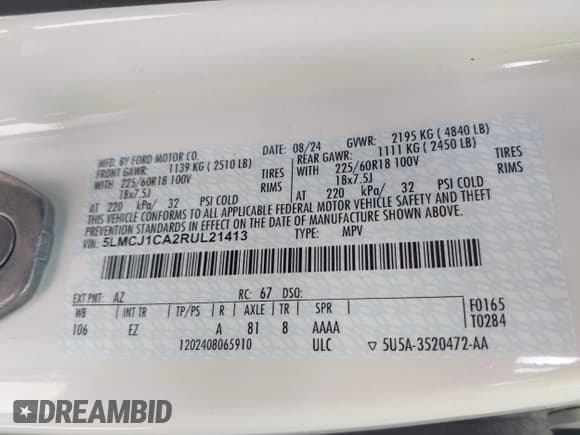 MFD. BY FORD MOTOR CO.
DATE: 08/24 GVWR: 2195 KG ( 4840 LB)
FRONT GAWR: 1139 KG ( 2510 LB) REAR GAWR: 1111 KG ( 2450 LB)
WITH 225/60R18 100V TIRES WITH 225/60R18 100V TIRES
18x7.5J RIMS 18x7.5J RIMS
AT 220 kPa/ 32 PSI COLD AT 220 kPa/ 32 PSI COLD
THIS VEHICLE CONFORMS TO ALL APPLICABLE FEDERAL MOTOR VEHICLE SAFETY AND THEFT
PREVENTION STANDARDS IN EFFECT ON THE DATE OF MANUFACTURE SHOWN ABOVE.
VIN: 5LMCJ1CA2RUL21413 TYPE: MPV
EXT PNT: AZ RC: 67 DSO:
WB INT TR TP/PS R AXLE TR SPR F0165
106 EZ A 81 8 AAAA T0284
1202408065910 ULC ▽ 5U5A-3520472-AA
DREAMBID